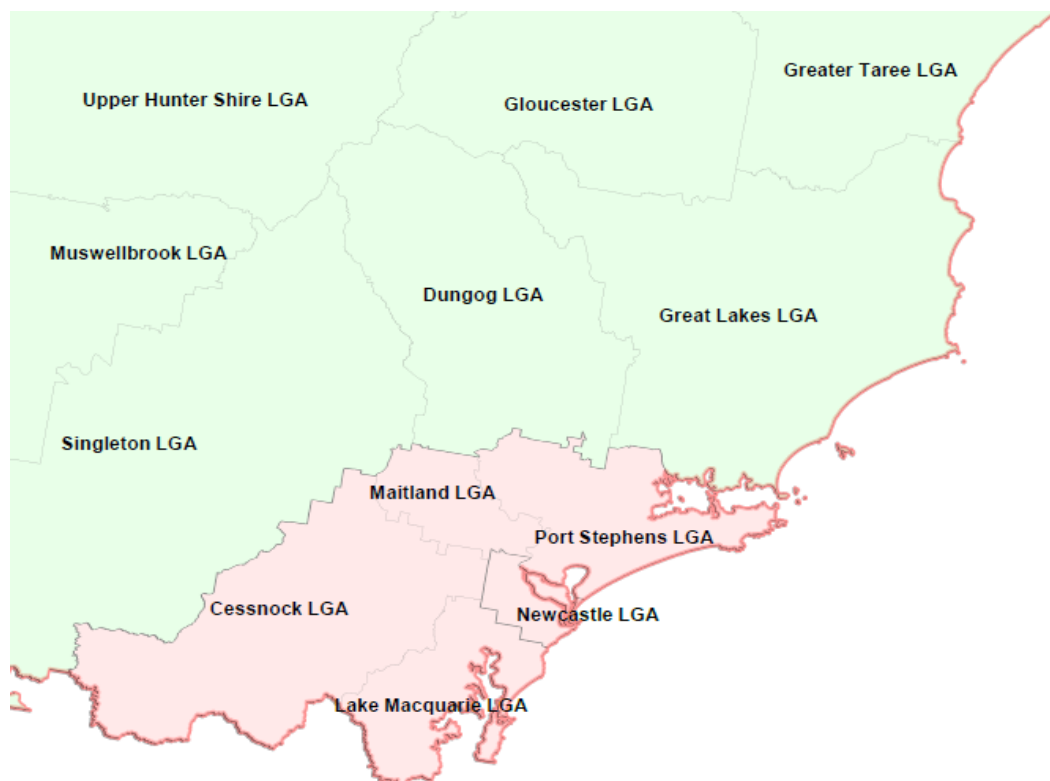 Greater Taree LGA
Upper Hunter Shire LGA
Gloucester LGA
Muswellbrook LGA
Dungog LGA
Great Lakes LGA
Singleton LGA
Maitland LGA
Port Stephens LGA
Cessnock LGA
Newcastle LGA
Lake Macquarie LGA